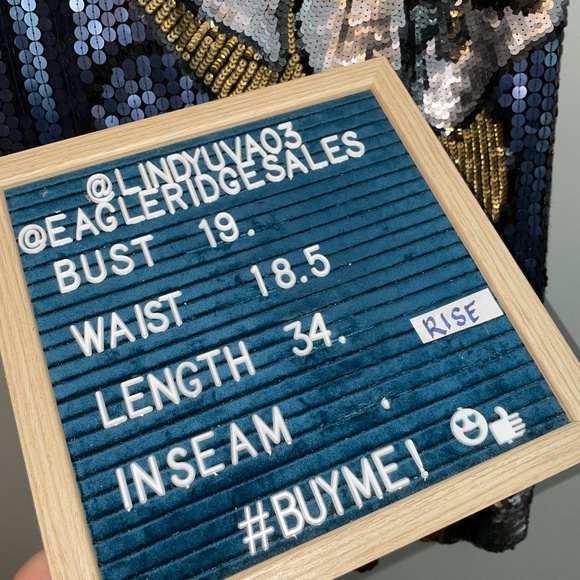 @LINDYUVA03
@EAGLERIDGESALES
BUST 19.
WAIST 18.5
LENGTH 34.
RISE
INSEAM .
#BUYME!